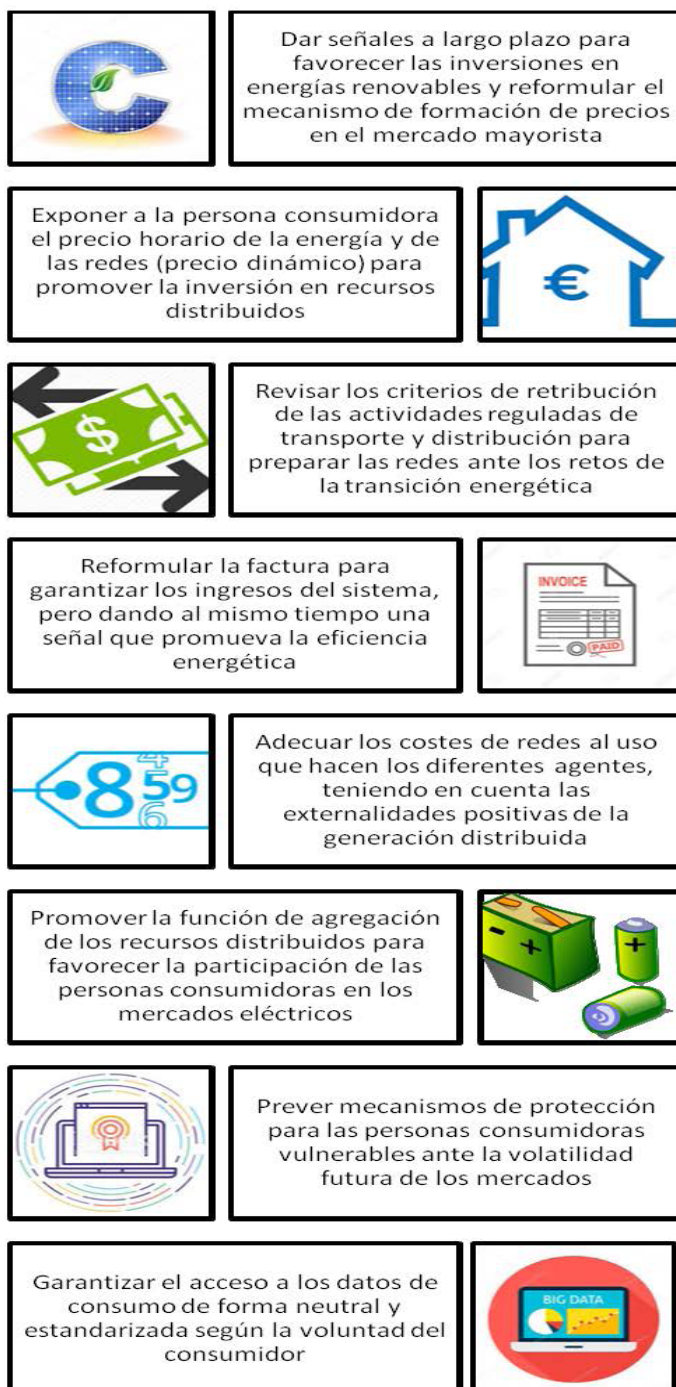 Dar señales a largo plazo para
favorecer las inversiones en
energías renovables y reformular el
mecanismo de formación de precios
en el mercado mayorista
Exponer a la persona consumidora
el precio horario de la energía y de
las redes (precio dinámico) para
promover la inversión en recursos
distribuidos
€
$
Revisar los criterios de retribución
de las actividades reguladas de
transporte y distribución para
preparar las redes ante los retos de
la transición energética
Reformular la factura para
garantizar los ingresos del sistema,
pero dando al mismo tiempo una
señal que promueva la eficiencia
energética
INVOICE
PAID
4
8 5 9
6
Adecuar los costes de redes al uso
que hacen los diferentes agentes,
teniendo en cuenta las
externalidades positivas de la
generación distribuida
Promover la función de agregación
de los recursos distribuidos para
favorecer la participación de las
personas consumidoras en los
mercados eléctricos
- + +
Prever mecanismos de protección
para las personas consumidoras
vulnerables ante la volatilidad
futura de los mercados
Garantizar el acceso a los datos de
consumo de forma neutral y
estandarizada según la voluntad del
consumidor
BIG DATA